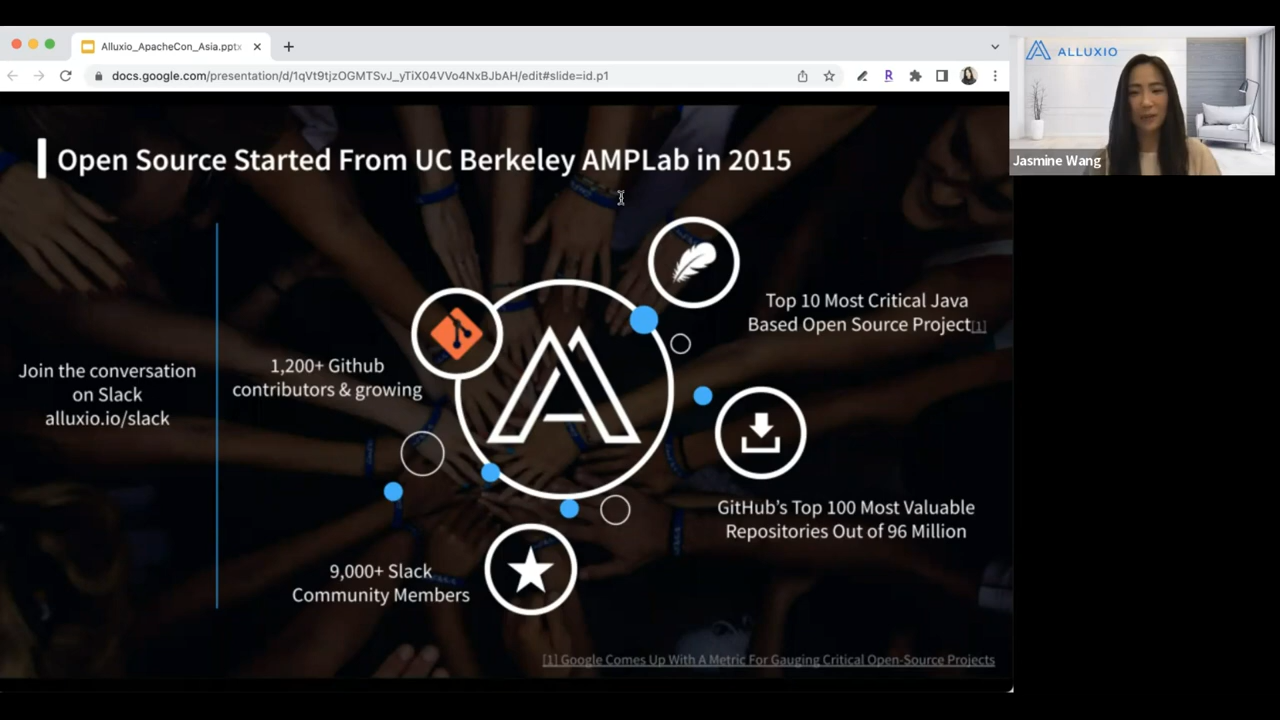 Alluxio_ApacheCon_Asia.pptx
docs.google.com/presentation/d/1qVt9tjzOGMTSvJ_yTiX04VVo4NxBJbAH/edit#slide=id.p1
R
ALLUXIO
Jasmine Wang
Open Source Started From UC Berkeley AMPLab in 2015
Join the conversation
on Slack
alluxio.io/slack
1,200+ Github
contributors & growing
Top 10 Most Critical Java
Based Open Source Project[1]
GitHub's Top 100 Most Valuable
Repositories Out of 96 Million
9,000+ Slack
Community Members
[1] Google Comes Up With A Metric For Gauging Critical Open-Source Projects